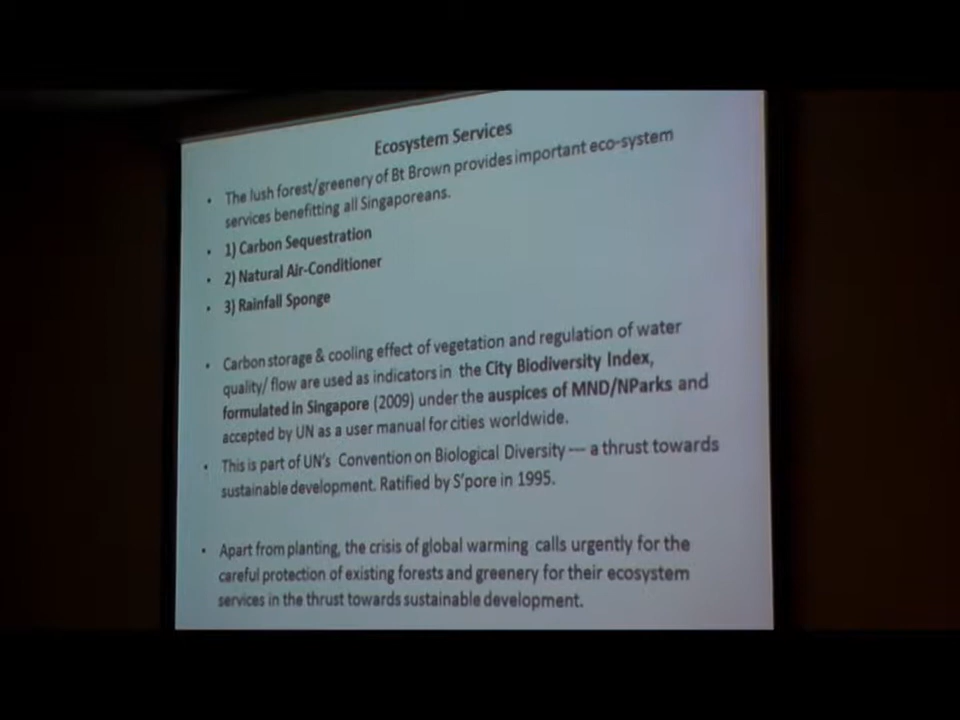 Ecosystem Services
• The lush forest/greenery of Bt Brown provides important eco-system
services benefitting all Singaporeans.
• 1) Carbon Sequestration
• 2) Natural Air-Conditioner
• 3) Rainfall Sponge
• Carbon storage & cooling effect of vegetation and regulation of water
quality/ flow are used as indicators in the City Biodiversity Index,
formulated in Singapore (2009) under the auspices of MND/NParks and
accepted by UN as a user manual for cities worldwide.
• This is part of UN's Convention on Biological Diversity --- a thrust towards
sustainable development. Ratified by S'pore in 1995.
• Apart from planting, the crisis of global warming calls urgently for the
careful protection of existing forests and greenery for their ecosystem
services in the thrust towards sustainable development.